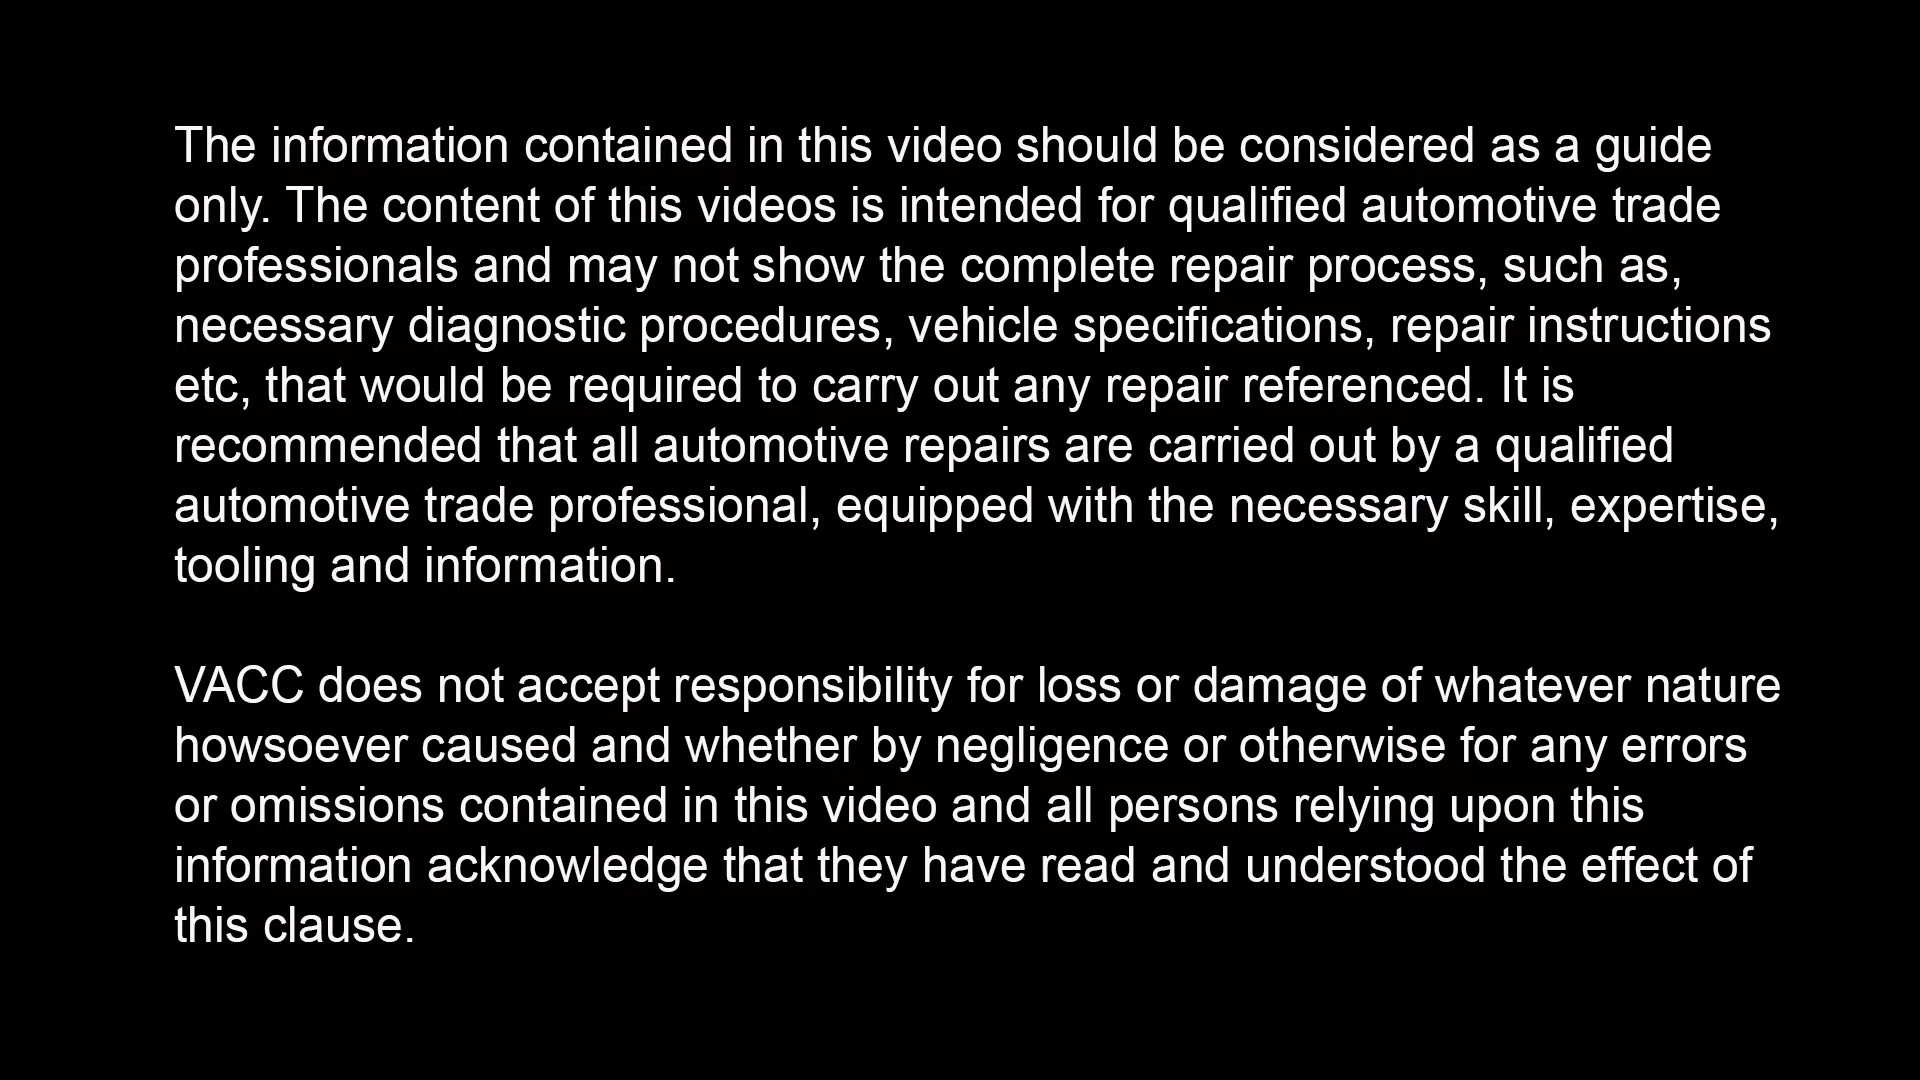 The information contained in this video should be considered as a guide
only. The content of this videos is intended for qualified automotive trade
professionals and may not show the complete repair process, such as,
necessary diagnostic procedures, vehicle specifications, repair instructions
etc, that would be required to carry out any repair referenced. It is
recommended that all automotive repairs are carried out by a qualified
automotive trade professional, equipped with the necessary skill, expertise,
tooling and information.
VACC does not accept responsibility for loss or damage of whatever nature
howsoever caused and whether by negligence or otherwise for any errors
or omissions contained in this video and all persons relying upon this
information acknowledge that they have read and understood the effect of
this clause.